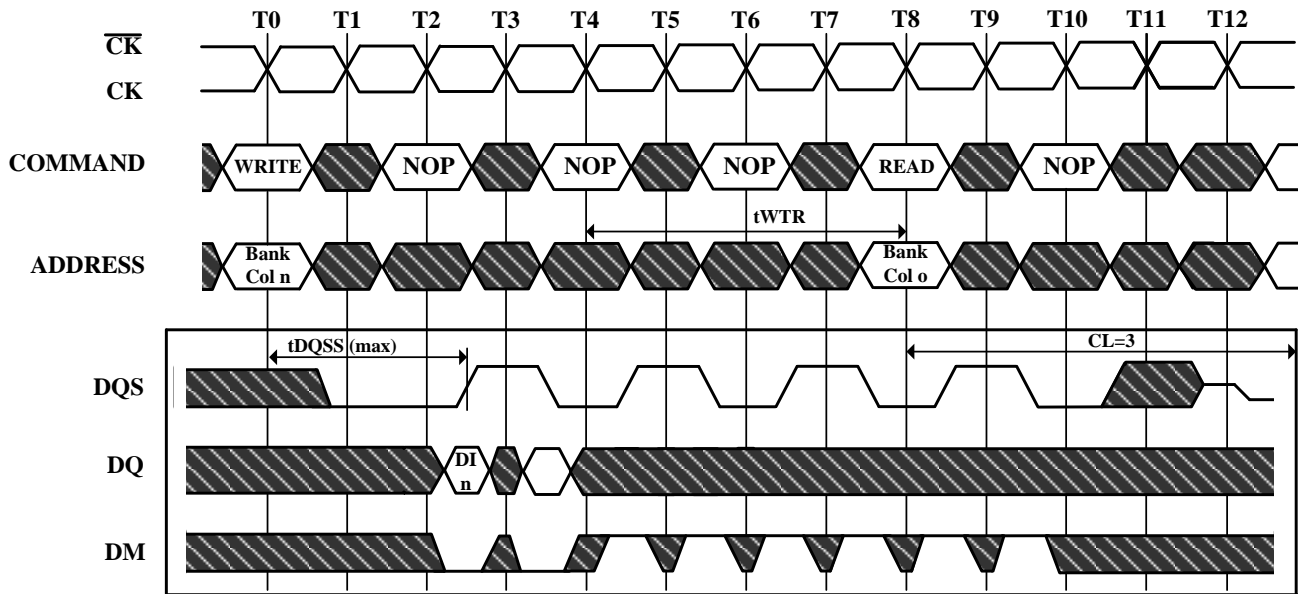 T0 T1 T2 T3 T4 T5 T6 T7 T8 T9 T10 T11 T12
CK
CK
COMMAND WRITE NOP NOP NOP READ NOP
tWTR
ADDRESS Bank Col n Bank Col o
tDQSS (max) CL=3
DQS
DQ DI n
DM